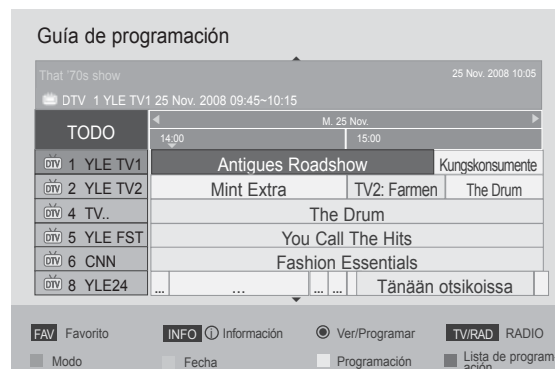 Guía de programación
That '70s show
25 Nov. 2008 10:05
DTV 1 YLE TV1 25 Nov. 2008 09:45~10:15
TODO
M. 25 Nov.
14:00 15:00
DTV 1 YLE TV1 Antigues Roadshow Kungskonsumente
DTV 2 YLE TV2 Mint Extra TV2: Farmen The Drum
DTV 4 TV.. The Drum
DTV 5 YLE FST You Call The Hits
DTV 6 CNN Fashion Essentials
DTV 8 YLE24 ... ... ... ... Tänään otsikoissa
FAV Favorito INFO i Información Ver/Programar TV/RAD RADIO
Modo Fecha Programación Lista de program
ación